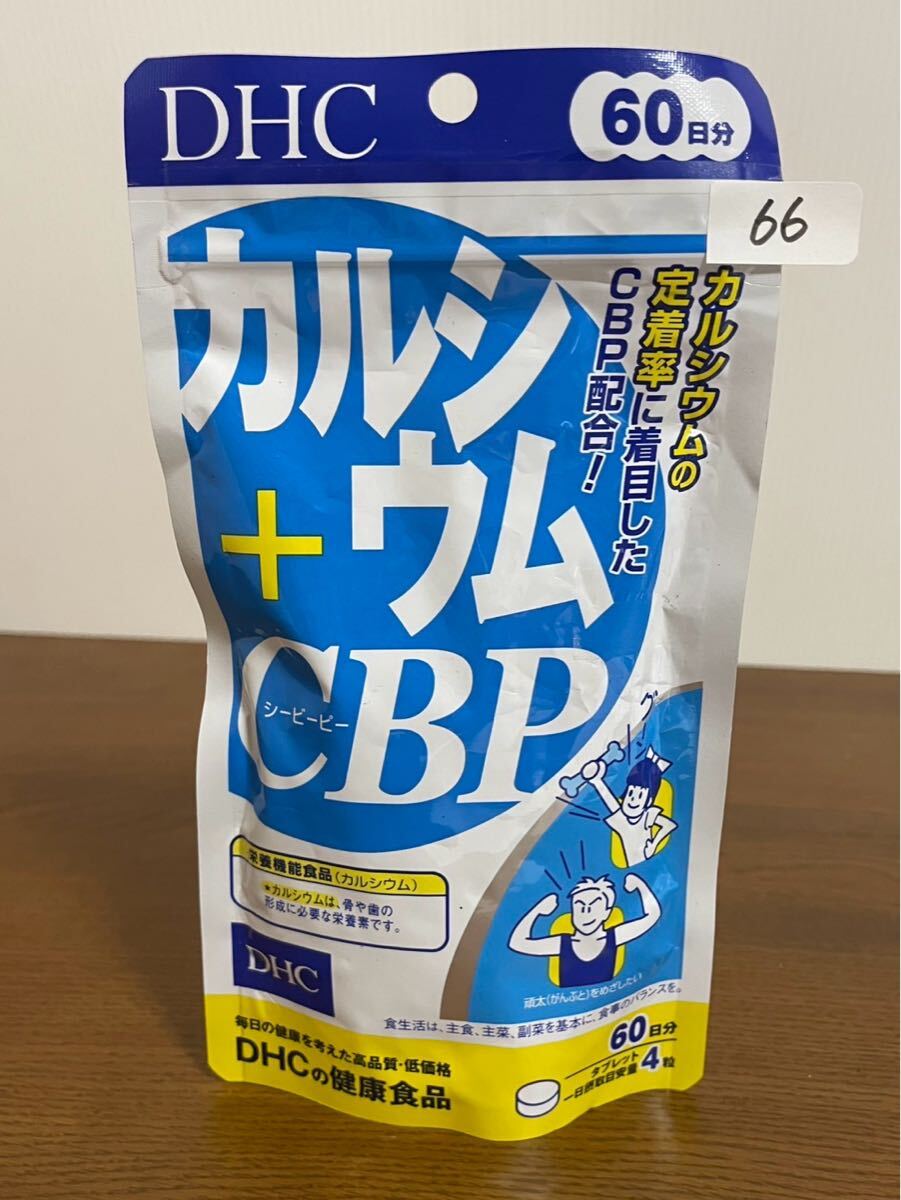 DHC
60日分
66
カルシウムの
定着率に着目した
CBP配合!
カルシ
+ウム
CBP
シービーピー
グーン!
栄養機能食品(カルシウム)
*カルシウムは、骨や歯の
形成に必要な栄養素です。
DHC
頑太(がんぶと)をめざしたい
食生活は、主食、主菜、副菜を基本に、食事のバランスを。
毎日の健康を考えた高品質・低価格
DHCの健康食品
60日分
タブレット
一日摂取目安量4粒